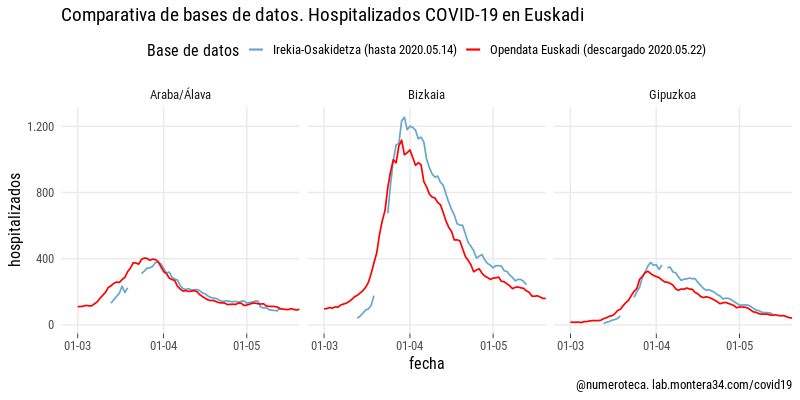 Comparativa de bases de datos. Hospitalizados COVID-19 en Euskadi
Base de datos Irekia-Osakidetza (hasta 2020.05.14) Opendata Euskadi (descargado 2020.05.22)
Araba/Álava Bizkaia Gipuzkoa
hospitalizados
1.200
800
400
0
01-03 01-04 01-05 01-03 01-04 01-05 01-03 01-04 01-05
fecha
@numeroteca. lab.montera34.com/covid19